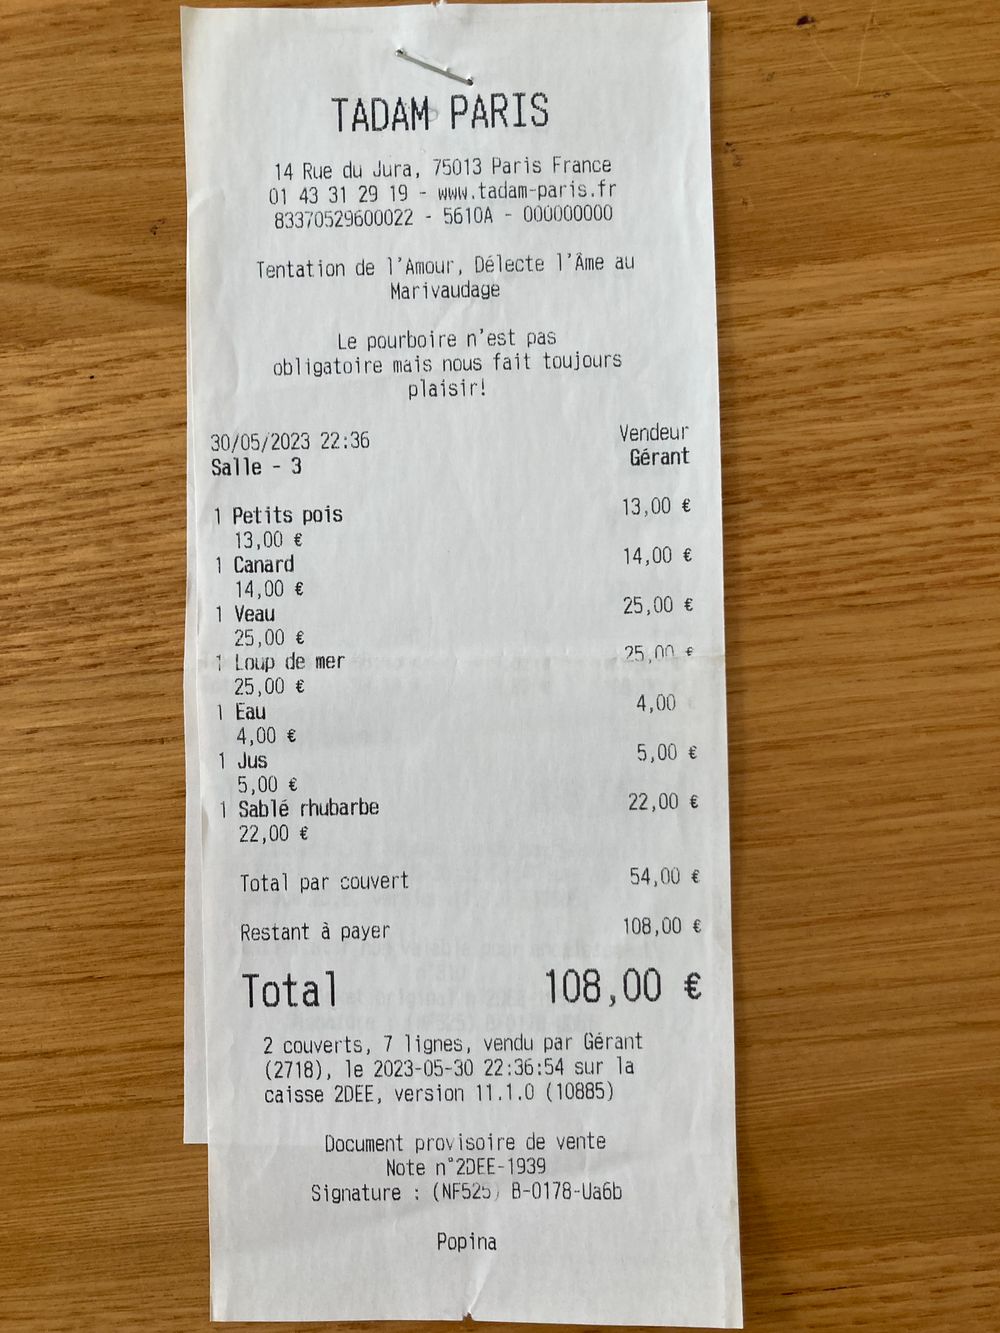 TADAM PARIS
14 Rue du Jura, 75013 Paris France
01 43 31 29 19 - www.tadam-paris.fr
83370529600022 - 5610A - 000000000
Tentation de l'Amour, Délecte l'Âme au
Marivaudage
Le pourboire n'est pas
obligatoire mais nous fait toujours
plaisir!
30/05/2023 22:36 Vendeur
Salle - 3 Gérant
1 Petits pois 13,00 €
13,00 €
1 Canard 14,00 €
14,00 €
1 Veau 25,00 €
25,00 €
1 Loup de mer 25,00 €
25,00 €
1 Eau 4,00
4,00 €
1 Jus 5,00 €
5,00 €
1 Sablé rhubarbe 22,00 €
22,00 €
Total par couvert 54,00 €
Restant à payer 108,00 €
Total 108,00 €
2 couverts, 7 lignes, vendu par Gérant
(2718), le 2023-05-30 22:36:54 sur la
caisse 2DEE, version 11.1.0 (10885)
Document provisoire de vente
Note n°2DEE-1939
Signature : (NF525) B-0178-Ua6b
Popina